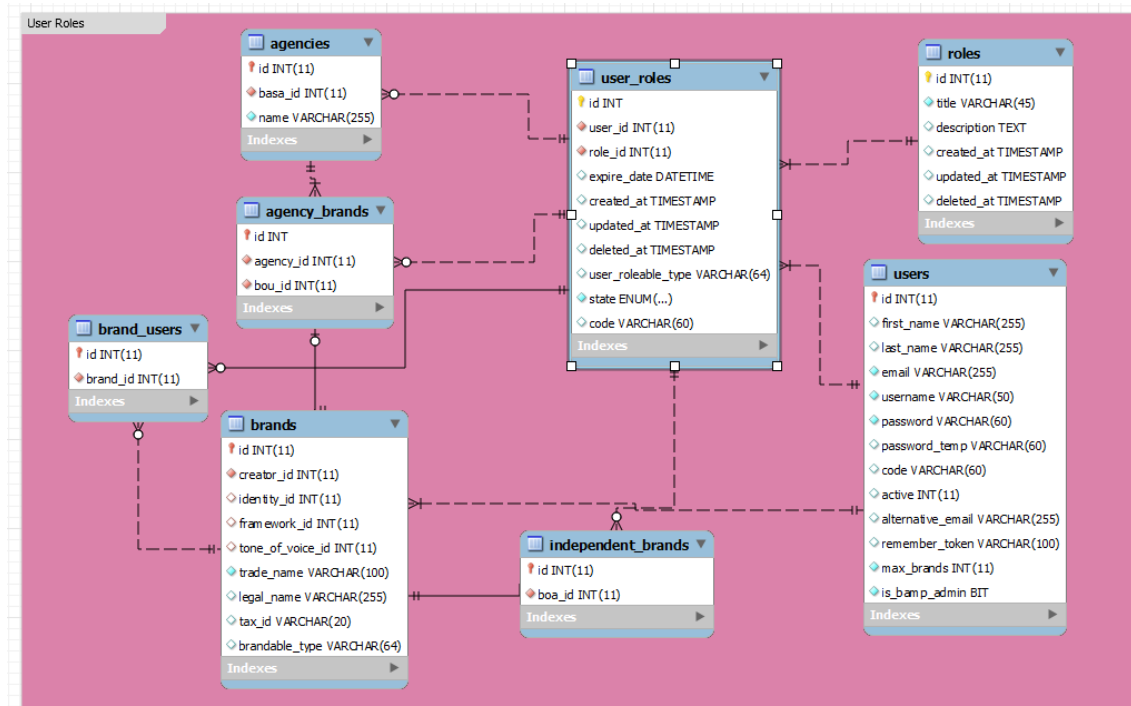 User Roles
agencies
id INT(11)
basa_id INT(11)
name VARCHAR(255)
Indexes
agency_brands
id INT
agency_id INT(11)
bou_id INT(11)
Indexes
brand_users
id INT(11)
brand_id INT(11)
Indexes
brands
id INT(11)
creator_id INT(11)
identity_id INT(11)
framework_id INT(11)
tone_of_voice_id INT(11)
trade_name VARCHAR(100)
legal_name VARCHAR(255)
tax_id VARCHAR(20)
brandable_type VARCHAR(64)
Indexes
user_roles
id INT
user_id INT(11)
role_id INT(11)
expire_date DATETIME
created_at TIMESTAMP
updated_at TIMESTAMP
deleted_at TIMESTAMP
user_roleable_type VARCHAR(64)
state ENUM(...)
code VARCHAR(60)
Indexes
independent_brands
id INT(11)
boa_id INT(11)
Indexes
roles
id INT(11)
title VARCHAR(45)
description TEXT
created_at TIMESTAMP
updated_at TIMESTAMP
deleted_at TIMESTAMP
Indexes
users
id INT(11)
first_name VARCHAR(255)
last_name VARCHAR(255)
email VARCHAR(255)
username VARCHAR(50)
password VARCHAR(60)
password_temp VARCHAR(60)
code VARCHAR(60)
active INT(11)
alternative_email VARCHAR(255)
remember_token VARCHAR(100)
max_brands INT(11)
is_bamp_admin BIT
Indexes